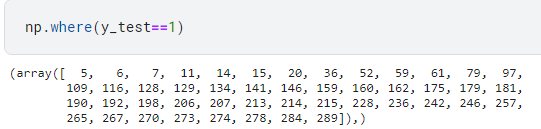 np.where(y_test==1)
(array([  5,   6,   7,  11,  14,  15,  20,  36,  52,  59,  61,  79,  97,
       109, 116, 128, 129, 134, 141, 146, 159, 160, 162, 175, 179, 181,
       190, 192, 198, 206, 207, 213, 214, 215, 228, 236, 242, 246, 257,
       265, 267, 270, 273, 274, 278, 284, 289]),)